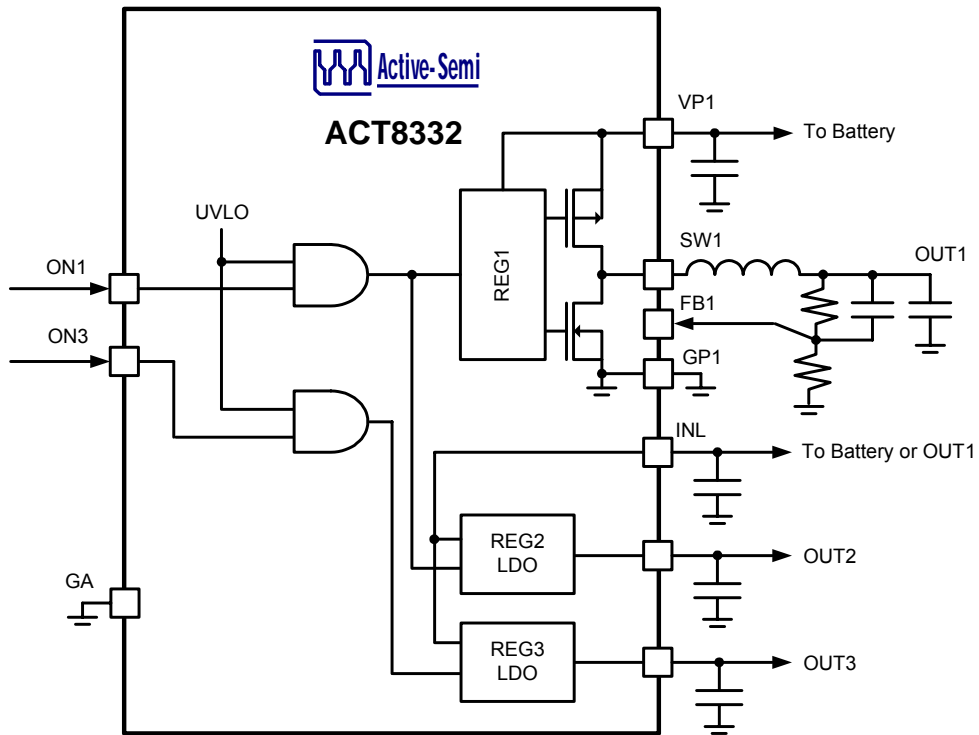 Active-Semi
ACT8332
VP1
To Battery
UVLO
ON1
ON3
REG1
SW1
OUT1
FB1
GP1
INL
To Battery or OUT1
REG2
LDO
OUT2
GA
REG3
LDO
OUT3